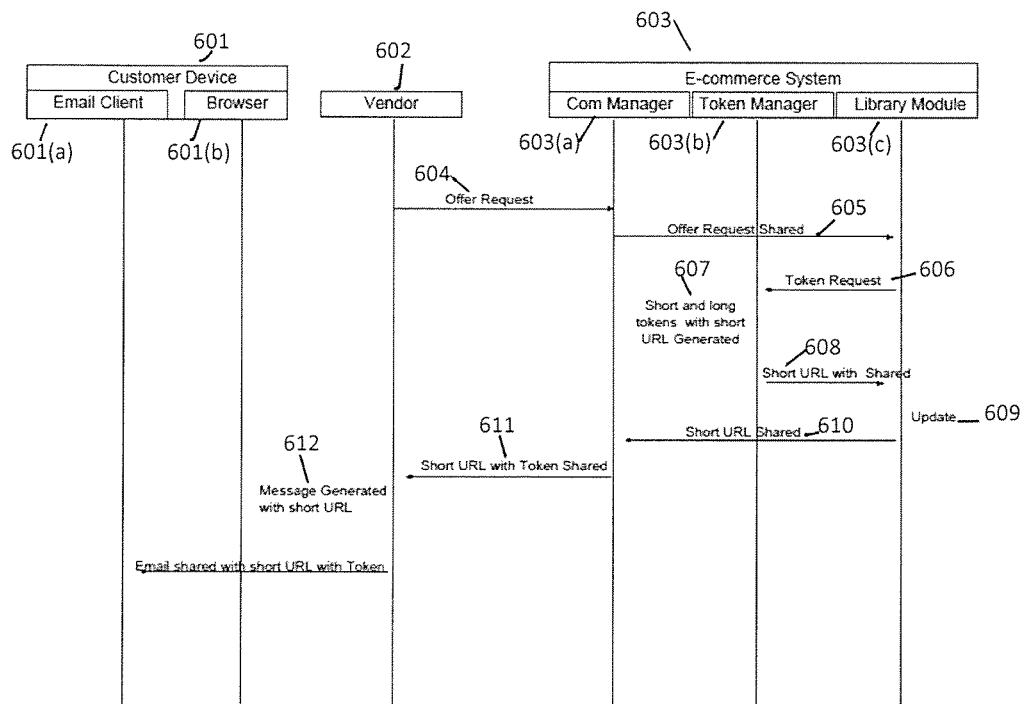 603
601
602
Customer Device
E-commerce System
Email Client
Browser
Vendor
Com Manager
Token Manager
Library Module
601(a)
601(b)
603(a)
603(b)
603(c)
604
Offer Request
605
Offer Request Shared
607
606
Token Request
Short and long
tokens with short
URL Generated
608
Short URL with Shared
Update
609
611
610
Short URL Shared
612
Short URL with Token Shared
Message Generated
with short URL
Email shared with short URL with Token